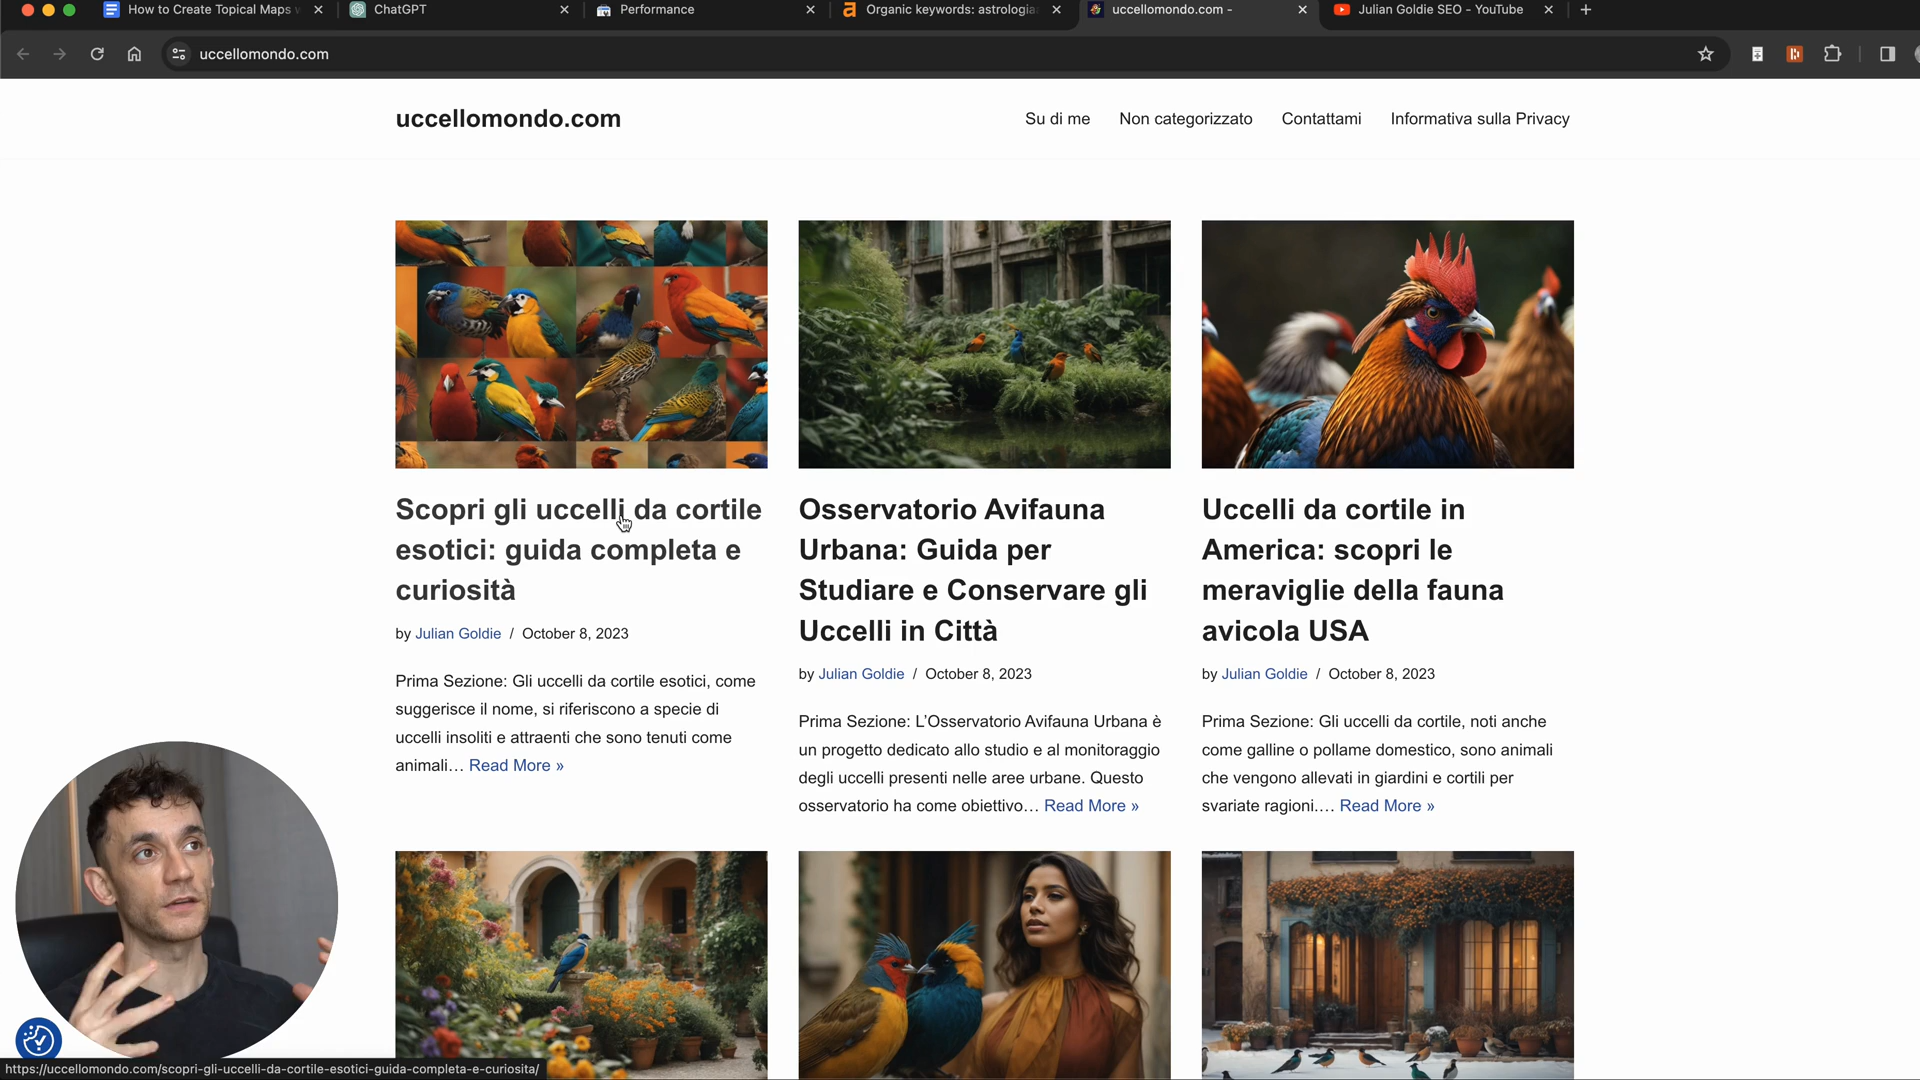 How to Create Topical Maps
ChatGPT
Performance
Organic keywords: astrologia
uccellomondo.com -
Julian Goldie SEO - YouTube
uccellomondo.com
uccellomondo.com
Su di me
Non categorizzato
Contattami
Informativa sulla Privacy
Scopri gli uccelli da cortile
esotici: guida completa e
curiosità
by Julian Goldie / October 8, 2023
Prima Sezione: Gli uccelli da cortile esotici, come
suggerisce il nome, si riferiscono a specie di
uccelli insoliti e attraenti che sono tenuti come
animali… Read More »
Osservatorio Avifauna
Urbana: Guida per
Studiare e Conservare gli
Uccelli in Città
by Julian Goldie / October 8, 2023
Prima Sezione: L’Osservatorio Avifauna Urbana è
un progetto dedicato allo studio e al monitoraggio
degli uccelli presenti nelle aree urbane. Questo
osservatorio ha come obiettivo… Read More »
Uccelli da cortile in
America: scopri le
meraviglie della fauna
avicola USA
by Julian Goldie / October 8, 2023
Prima Sezione: Gli uccelli da cortile, noti anche
come galline o pollame domestico, sono animali
che vengono allevati in giardini e cortili per
svariate ragioni.… Read More »
https://uccellomondo.com/scopri-gli-uccelli-da-cortile-esotici-guida-completa-e-curiosita/